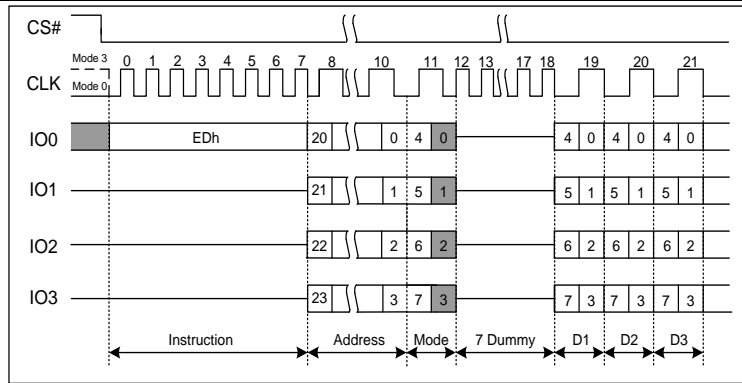 CS#
Mode 3 0 1 2 3 4 5 6 7 8 10 11 12 13 17 18 19 20 21
CLK Mode 0
IO0 EDh 20 0 4 0 4 0 4 0 4 0
IO1 21 1 5 1 5 1 5 1 5 1
IO2 22 2 6 2 6 2 6 2 6 2
IO3 23 3 7 3 7 3 7 3 7 3
Instruction Address Mode 7 Dummy D1 D2 D3